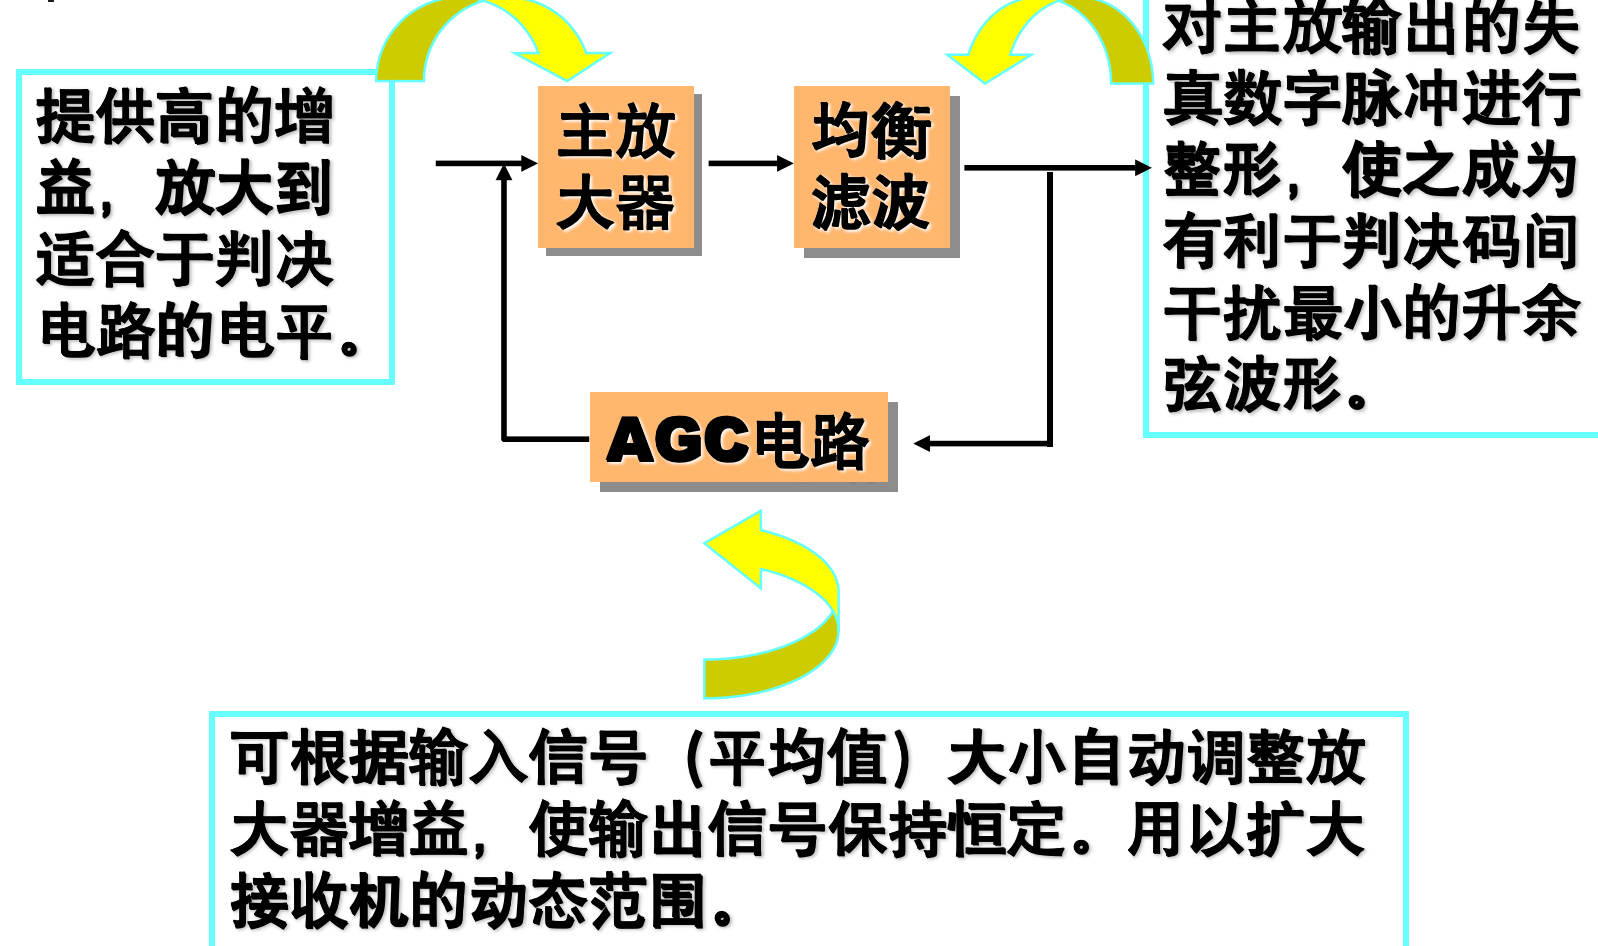 提供高的增
益，放大到
适合于判决
电路的电平。
主放
大器
均衡
滤波
对主放输出的失
真数字脉冲进行
整形，使之成为
有利于判决码间
干扰最小的升余
弦波形。
AGC电路
可根据输入信号（平均值）大小自动调整放
大器增益，使输出信号保持恒定。用以扩大
接收机的动态范围。